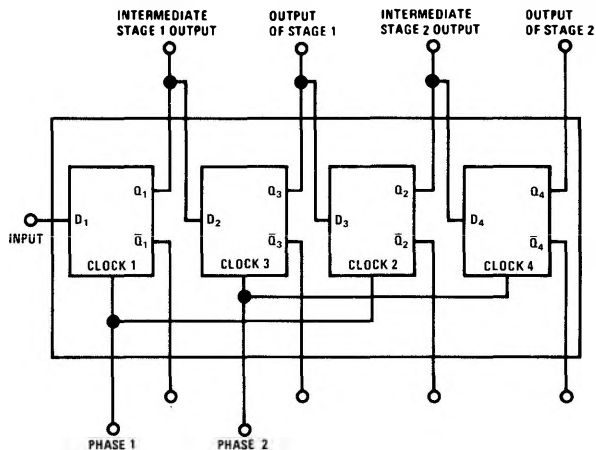 INTERMEDIATE
STAGE 1 OUTPUT
OUTPUT
OF STAGE 1
INTERMEDIATE
STAGE 2 OUTPUT
OUTPUT
OF STAGE 2
INPUT
D1
Q1
Q̅1
CLOCK 1
D2
Q3
Q̅3
CLOCK 3
D3
Q2
Q̅2
CLOCK 2
D4
Q4
Q̅4
CLOCK 4
PHASE 1
PHASE 2